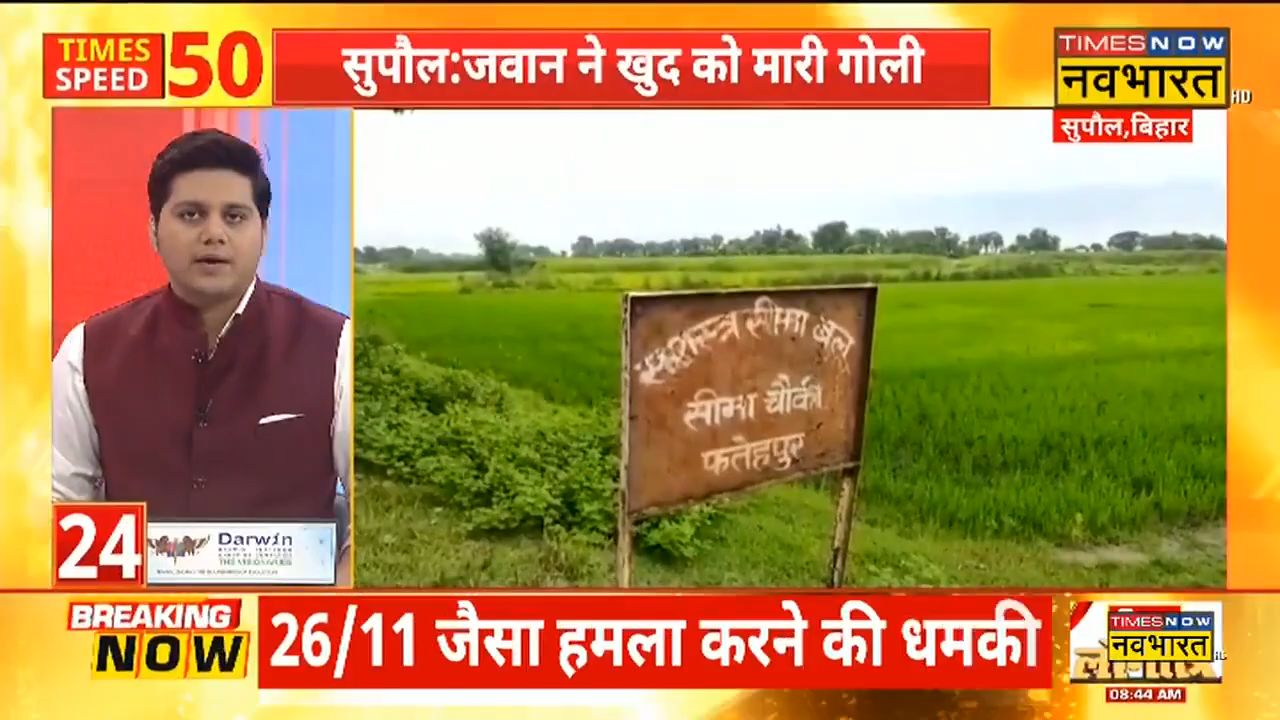 TIMES
SPEED
50
सुपौल:जवान ने खुद को मारी गोली
TIMES NOW
नवभारत
HD
सुपौल,बिहार
सशस्त्र सीमा बल
सीमा चौकी
फतेहपुर
24
Darwin
BREAKING
NOW
26/11 जैसा हमला करने की धमकी
TIMES NOW
नवभारत
08:44 AM